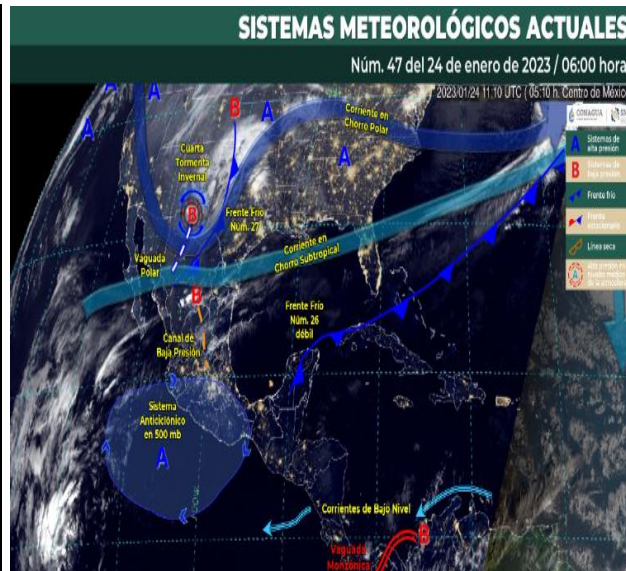 SISTEMAS METEOROLÓGICOS ACTUALES
Núm. 47 del 24 de enero de 2023 / 06:00 hora
2023/01/24 11:10 UTC ( 05:10 h. Centro de Méxic
CONAGUA
A Sistemas de
alta presión
B Sistemas de
baja presión
Frente frío
Frente
estacionario
Línea seca
Corriente en
Chorro Polar
Cuarta
Tormenta
Invernal
Frente Frío
Núm. 27
Vaguada
Polar
Corriente en
Chorro Subtropical
Canal de
Baja Presión
Frente Frío
Núm. 26
débil
Sistema
Anticiclónico
en 500 mb
A
Corrientes de Bajo Nivel
Vaguada
Monzónica
B